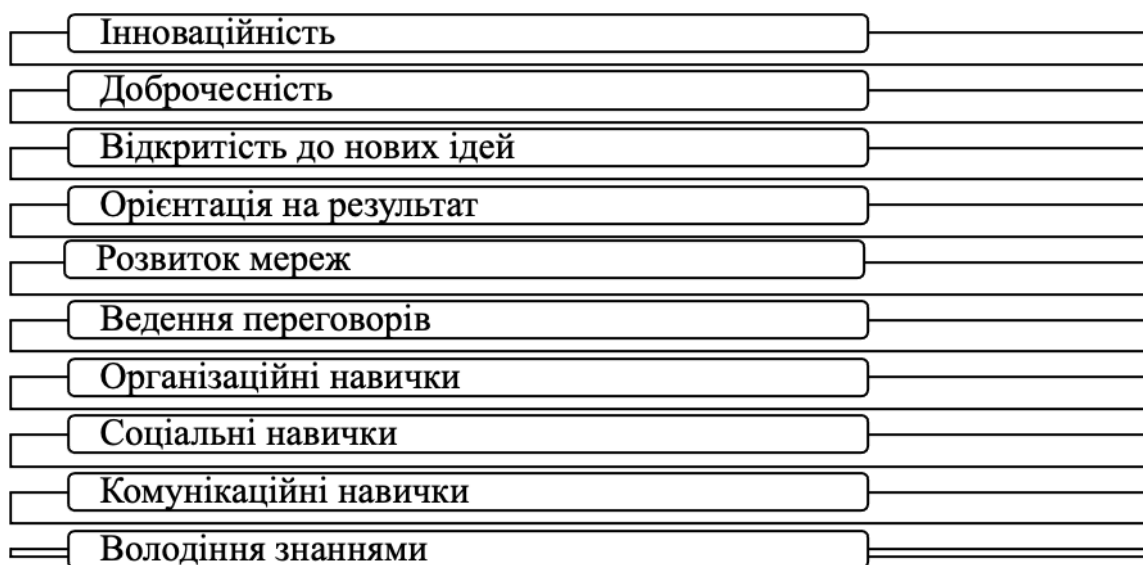 Інноваційність
Доброчесність
Відкритість до нових ідей
Орієнтація на результат
Розвиток мереж
Ведення переговорів
Організаційні навички
Соціальні навички
Комунікаційні навички
Володіння знаннями